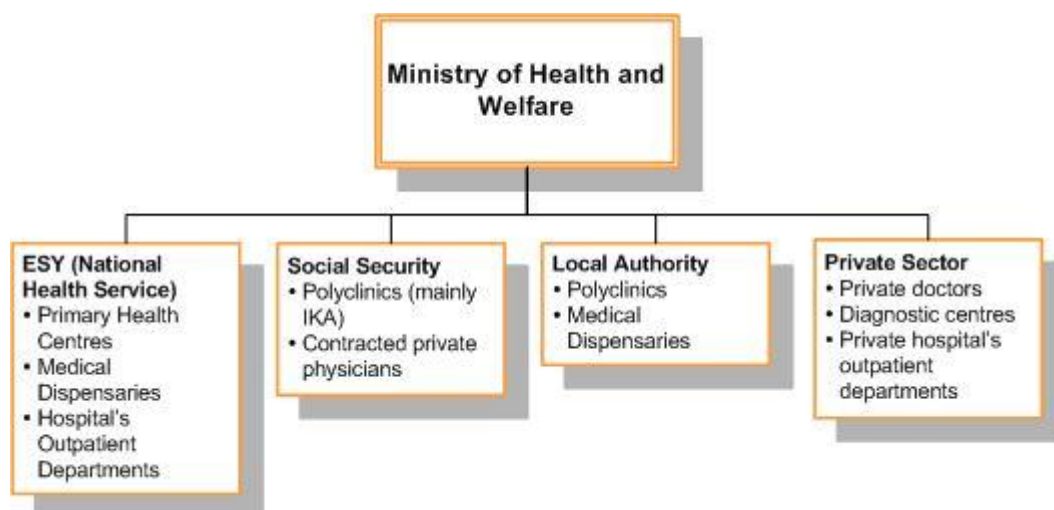 Ministry of Health and
Welfare
ESY (National
Health Service)
• Primary Health
Centres
• Medical
Dispensaries
• Hospital's
Outpatient
Departments
Social Security
• Polyclinics (mainly
IKA)
• Contracted private
physicians
Local Authority
• Polyclinics
• Medical
Dispensaries
Private Sector
• Private doctors
• Diagnostic centres
• Private hospital's
outpatient
departments